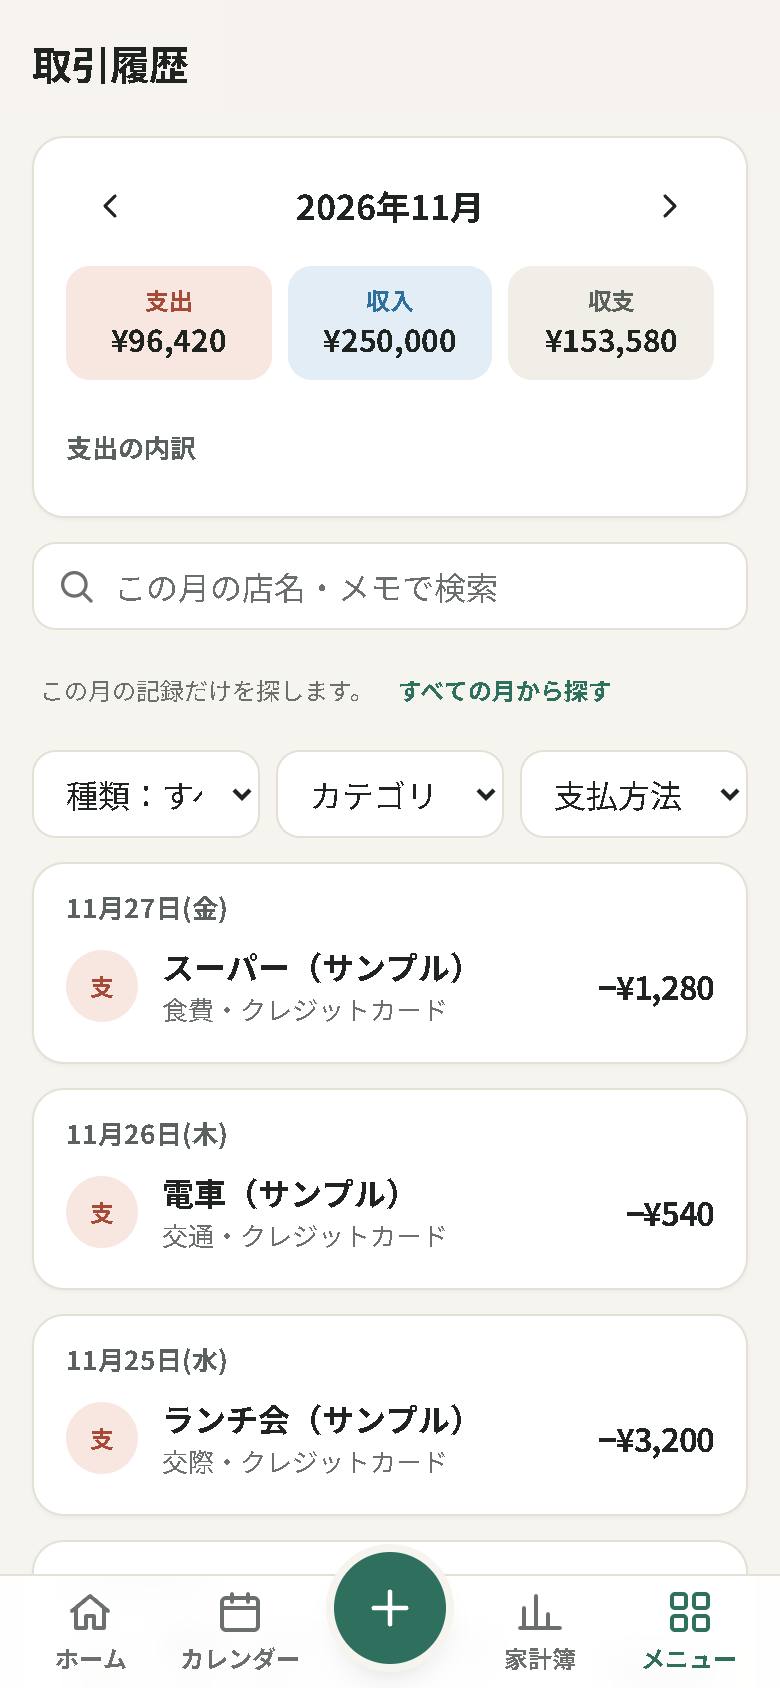 取引履歴
2026年11月
支出 収入 収支
¥96,420 ¥250,000 ¥153,580
支出の内訳
この月の店名・メモで検索
この月の記録だけを探します。 すべての月から探す
種類：す カテゴリ 支払方法
11月27日(金)
支
スーパー（サンプル）
食費・クレジットカード
−¥1,280
11月26日(木)
支
電車（サンプル）
交通・クレジットカード
−¥540
11月25日(水)
支
ランチ会（サンプル）
交際・クレジットカード
−¥3,200
ホーム カレンダー 家計簿 メニュー